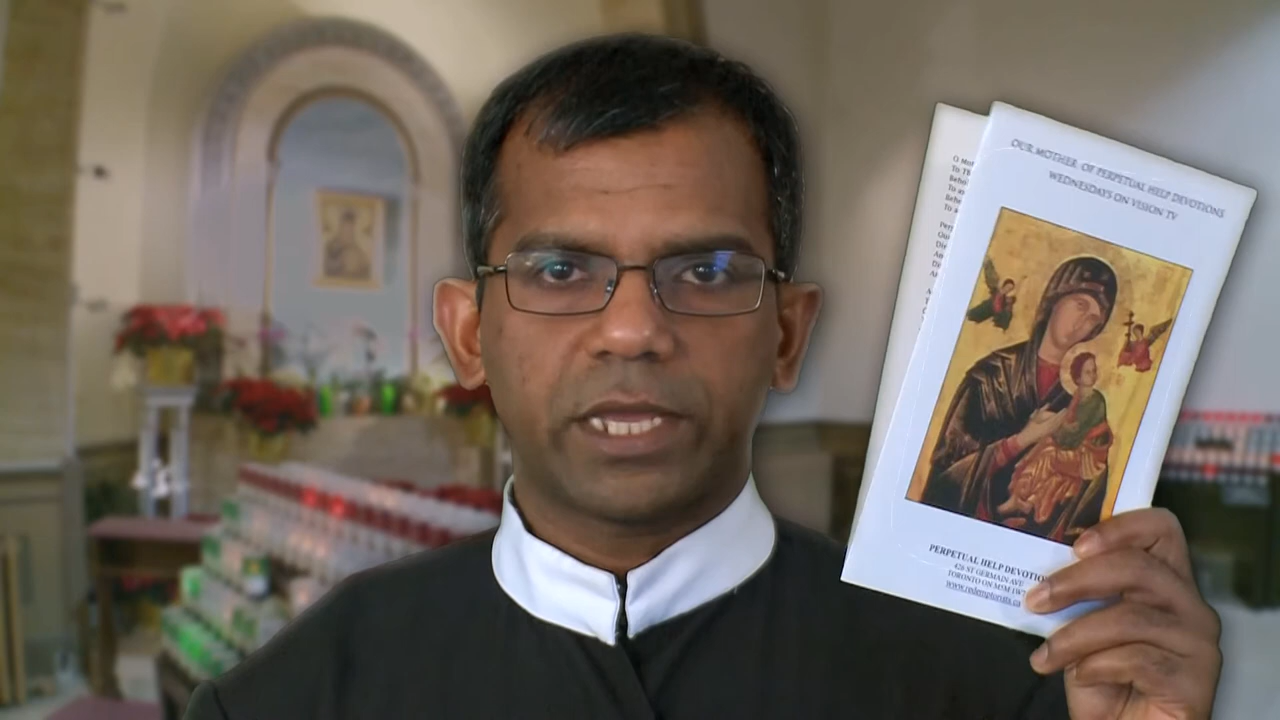 OUR MOTHER OF PERPETUAL HELP DEVOTIONS
WEDNESDAYS ON VISION TV
PERPETUAL HELP DEVOTIO
426 ST GERMAIN AVE
TORONTO ON M5M 1W7
www.redemptorists.ca